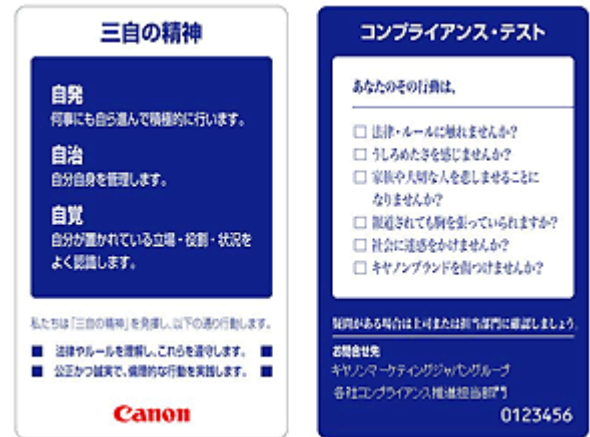 三自の精神
自発
何事にも自ら進んで積極的に行います。
自治
自分自身を管理します。
自覚
自分が置かれている立場・役割・状況を
よく認識します。
私たちは「三自の精神」を発揮し、以下の通り行動します。
■ 法律やルールを理解し、これらを遵守します。 ■
■ 公正かつ誠実で、倫理的な行動を実践します。 ■
Canon
コンプライアンス・テスト
あなたのその行動は、
□ 法律・ルールに触れませんか?
□ うしろめたさを感じませんか?
□ 家族や大切な人を悲しませることに
なりませんか?
□ 報道されても胸を張っていられますか?
□ 社会に迷惑をかけませんか?
□ キヤノンブランドを傷つけませんか?
疑問がある場合は上司または担当部門に確認しましょう。
お問合せ先
キヤノンマーケティングジャパングループ
各社コンプライアンス推進担当部門
0123456